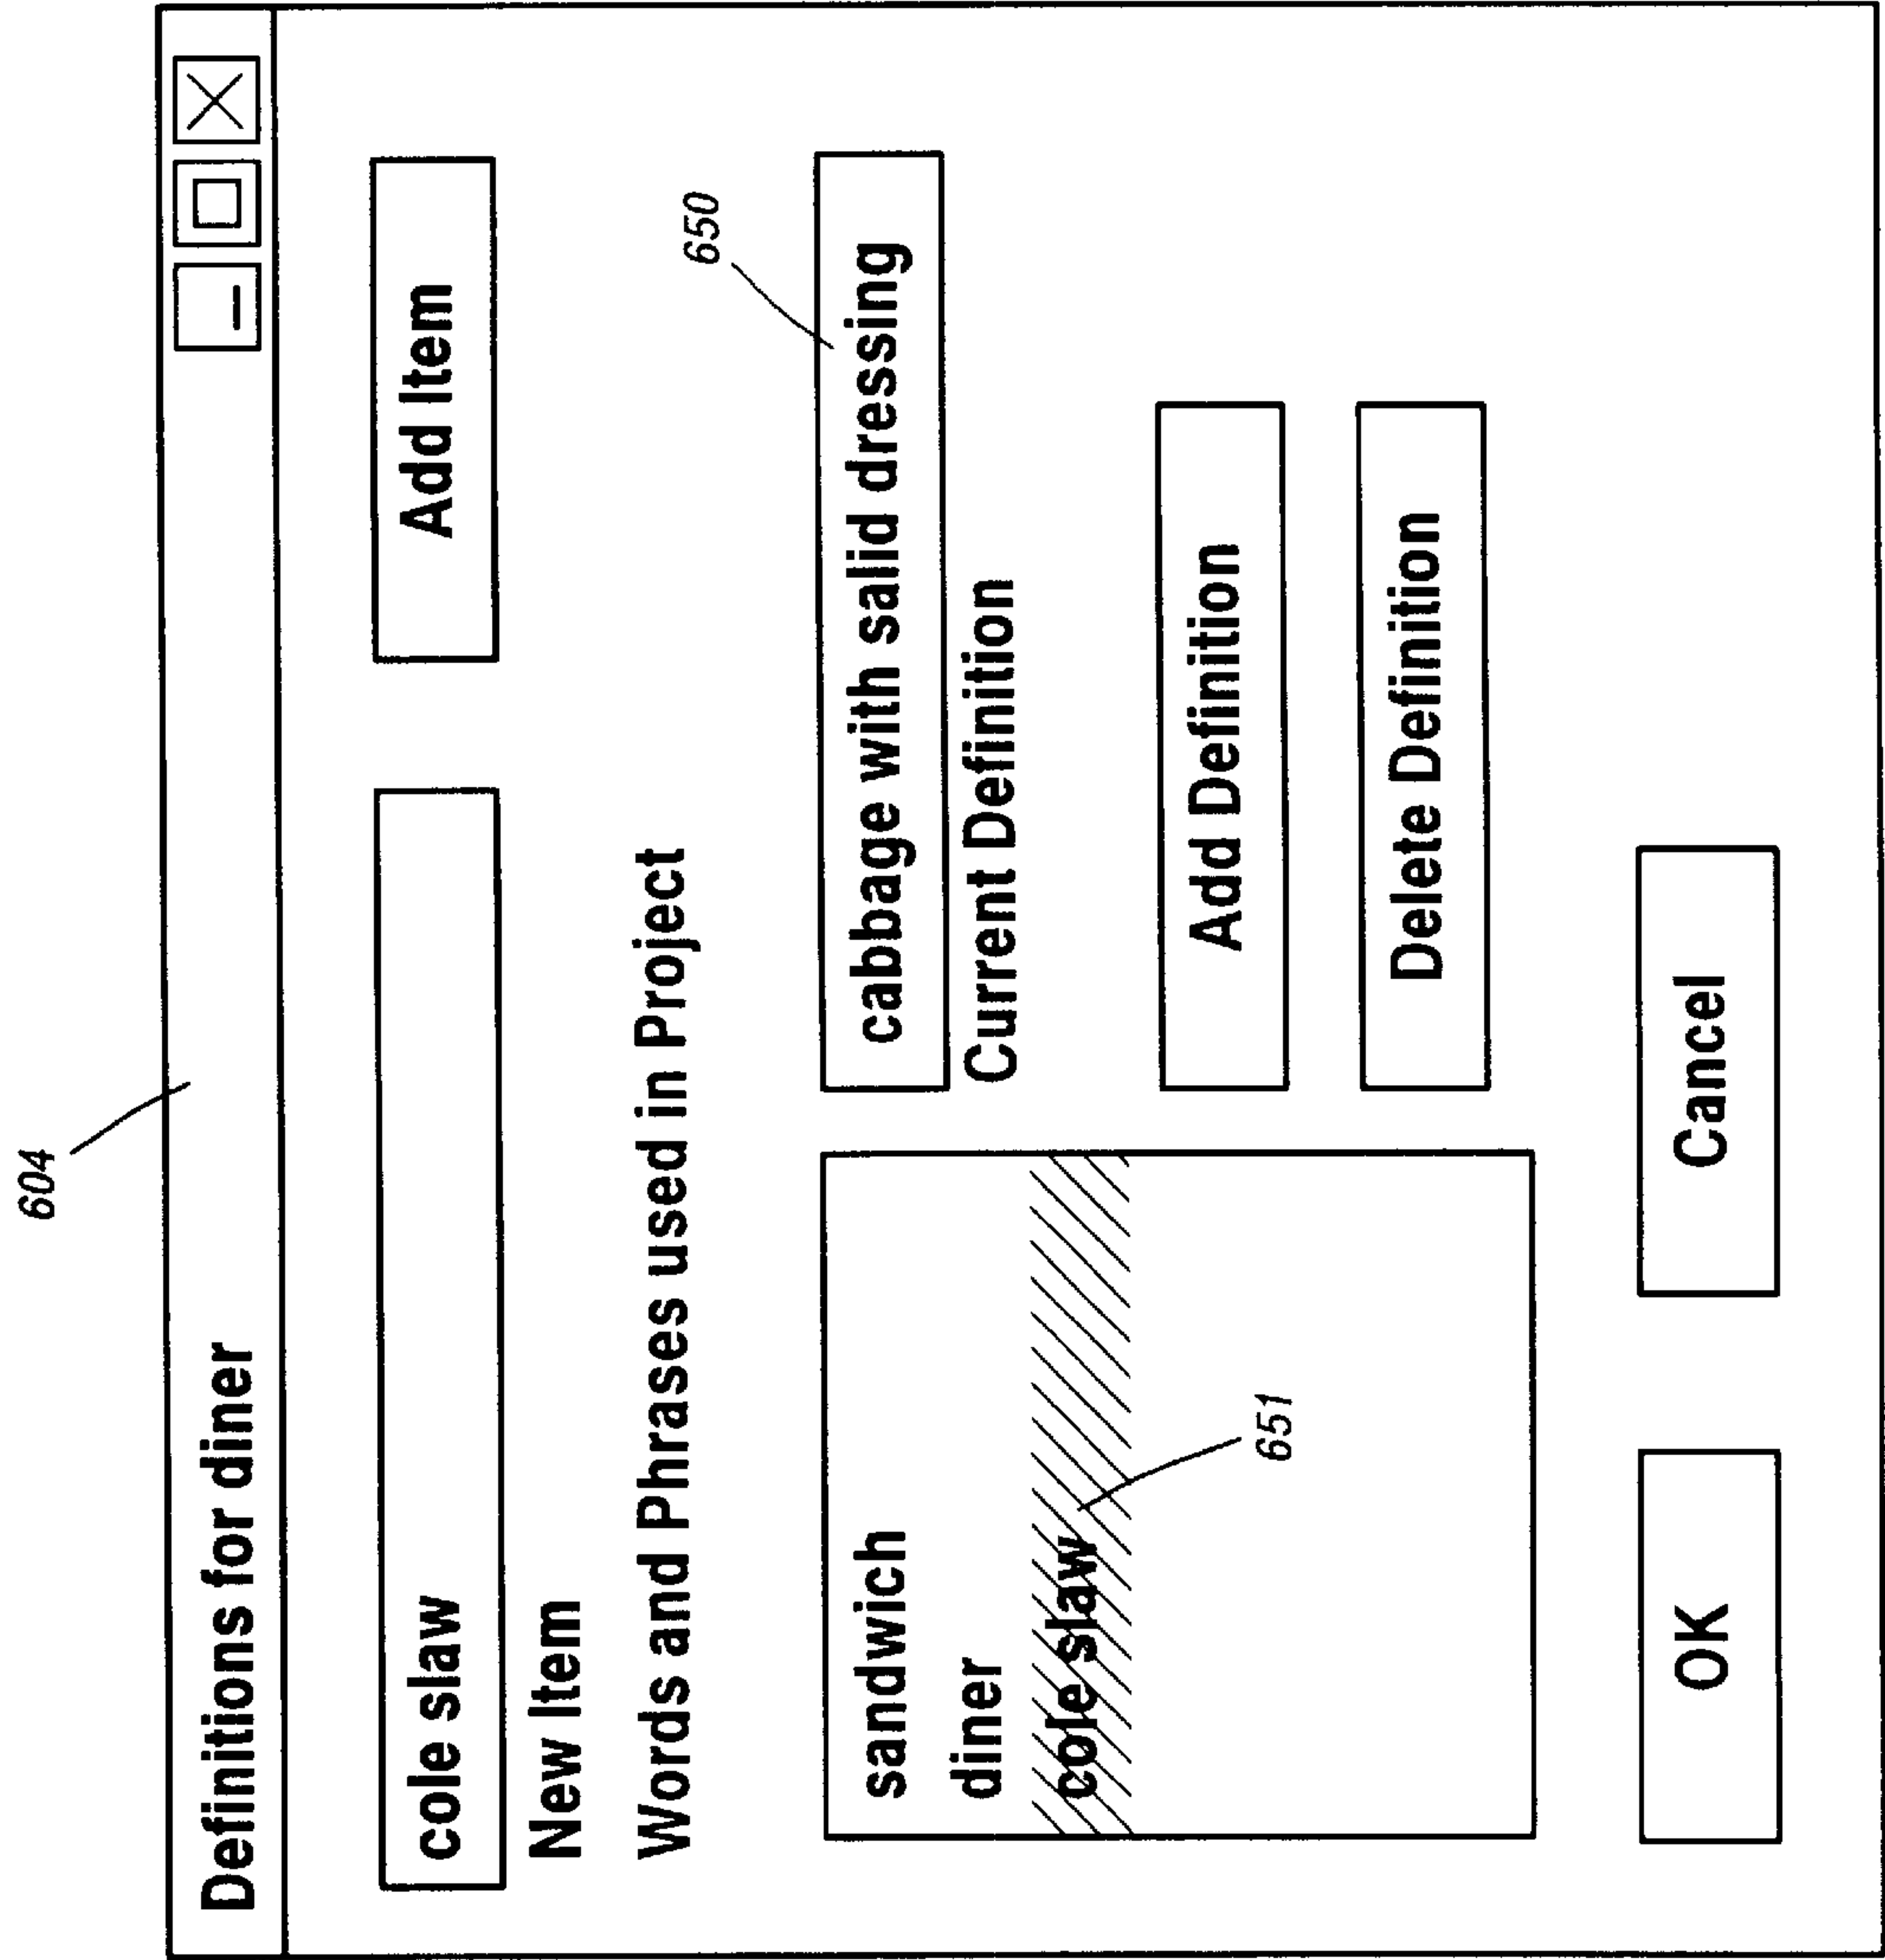 604
Definitions for diner
cole slaw
Add Item
New Item
Words and Phrases used in Project
650
sandwich
diner
cole slaw
651
cabbage with salid dressing
Current Definition
Add Definition
Delete Definition
OK
Cancel